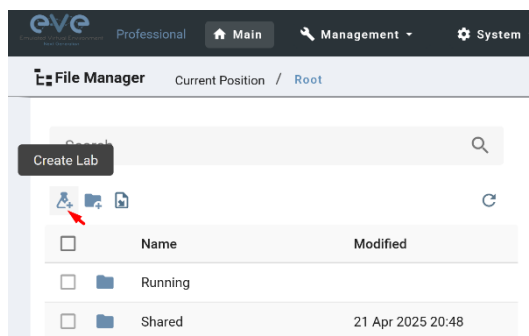 eve
Professional
Main
Management
System
File Manager
Current Position / Root
Search
Create Lab
Name Modified
Running
Shared 21 Apr 2025 20:48